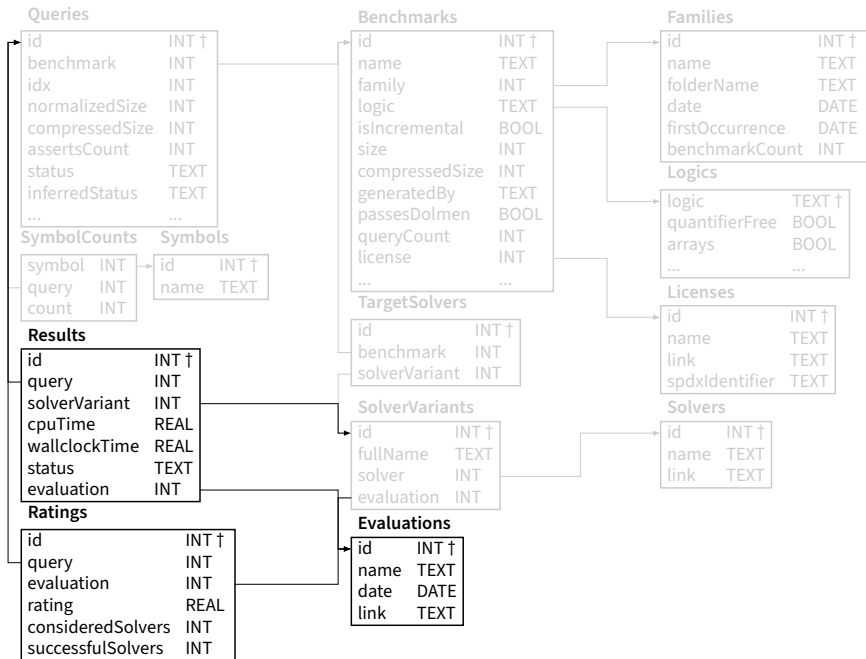 Queries
id INT †
benchmark INT
idx INT
normalizedSize INT
compressedSize INT
assertsCount INT
status TEXT
inferredStatus TEXT
... ...
SymbolCounts
symbol INT
query INT
count INT
Symbols
id INT †
name TEXT
Results
id INT †
query INT
solverVariant INT
cpuTime REAL
wallclockTime REAL
status TEXT
evaluation INT
Ratings
id INT †
query INT
evaluation INT
rating REAL
consideredSolvers INT
successfulSolvers INT
Benchmarks
id INT †
name TEXT
family INT
logic TEXT
isIncremental BOOL
size INT
compressedSize INT
generatedBy TEXT
passesDolmen BOOL
queryCount INT
license INT
... ...
TargetSolvers
id INT †
benchmark INT
solverVariant INT
SolverVariants
id INT †
fullName TEXT
solver INT
evaluation INT
Evaluations
id INT †
name TEXT
date DATE
link TEXT
Families
id INT †
name TEXT
folderName TEXT
date DATE
firstOccurrence DATE
benchmarkCount INT
Logics
logic TEXT †
quantifierFree BOOL
arrays BOOL
... ...
Licenses
id INT †
name TEXT
link TEXT
spdxIdentifier TEXT
Solvers
id INT †
name TEXT
link TEXT